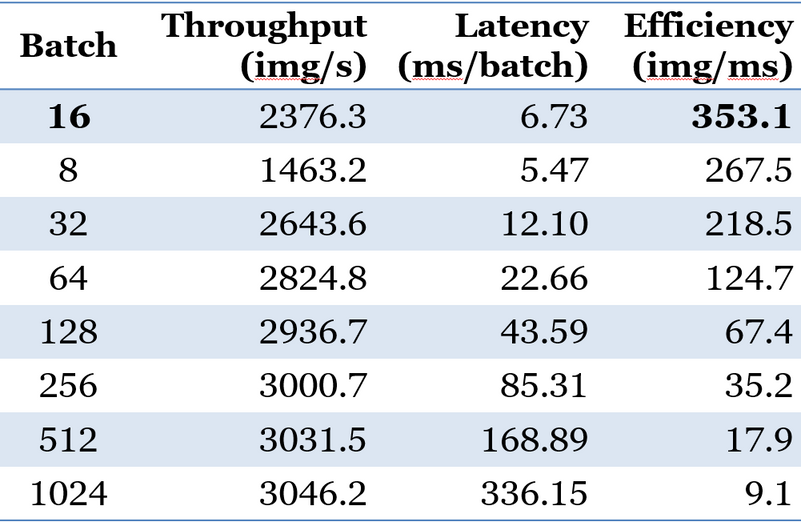 Batch Throughput (img/s) Latency (ms/batch) Efficiency (img/ms)
16 2376.3 6.73 353.1
8 1463.2 5.47 267.5
32 2643.6 12.10 218.5
64 2824.8 22.66 124.7
128 2936.7 43.59 67.4
256 3000.7 85.31 35.2
512 3031.5 168.89 17.9
1024 3046.2 336.15 9.1